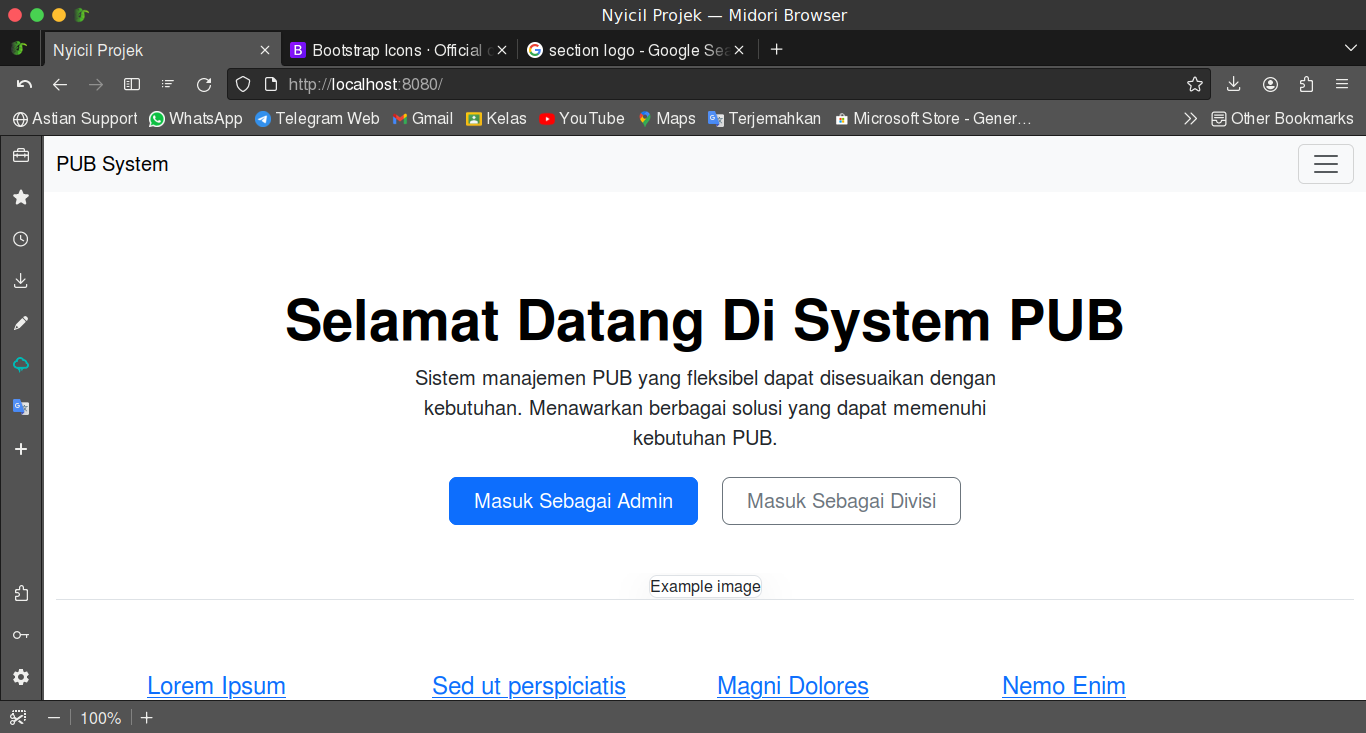 Nyicil Projek — Midori Browser
Nyicil Projek
Bootstrap Icons · Official
section logo - Google Sea
http://localhost:8080/
Astian Support
WhatsApp
Telegram Web
Gmail
Kelas
YouTube
Maps
Terjemahkan
Microsoft Store - Gener…
Other Bookmarks
PUB System
Selamat Datang Di System PUB
Sistem manajemen PUB yang fleksibel dapat disesuaikan dengan
kebutuhan. Menawarkan berbagai solusi yang dapat memenuhi
kebutuhan PUB.
Masuk Sebagai Admin
Masuk Sebagai Divisi
Example image
Lorem Ipsum
Sed ut perspiciatis
Magni Dolores
Nemo Enim
100%